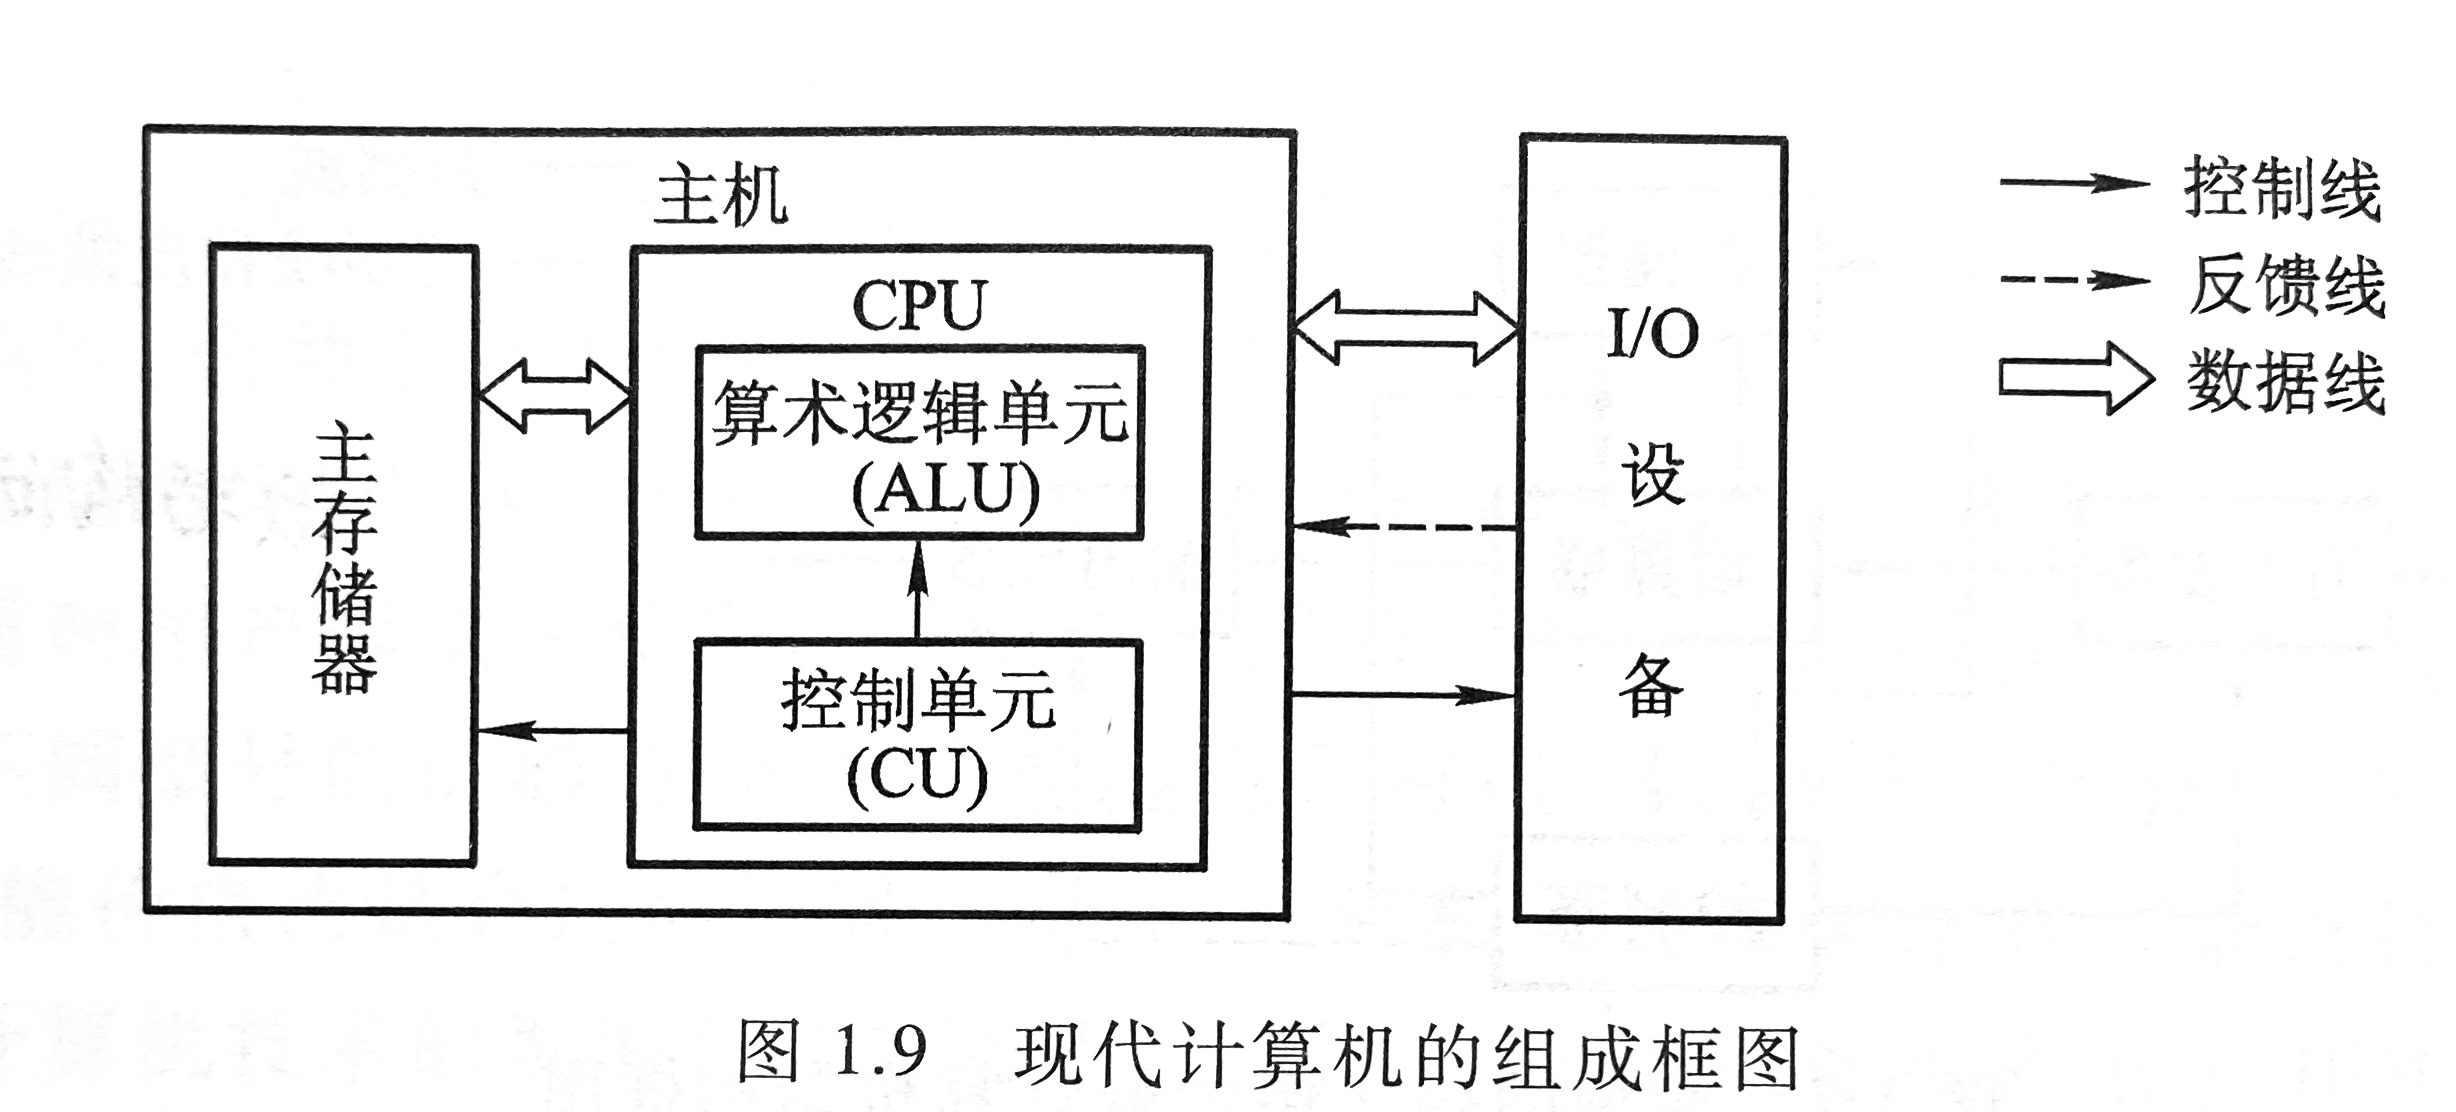 主机
主存储器
CPU
算术逻辑单元
(ALU)
控制单元
(CU)
I/O
设
备
控制线
反馈线
数据线
图 1.9 现代计算机的组成框图